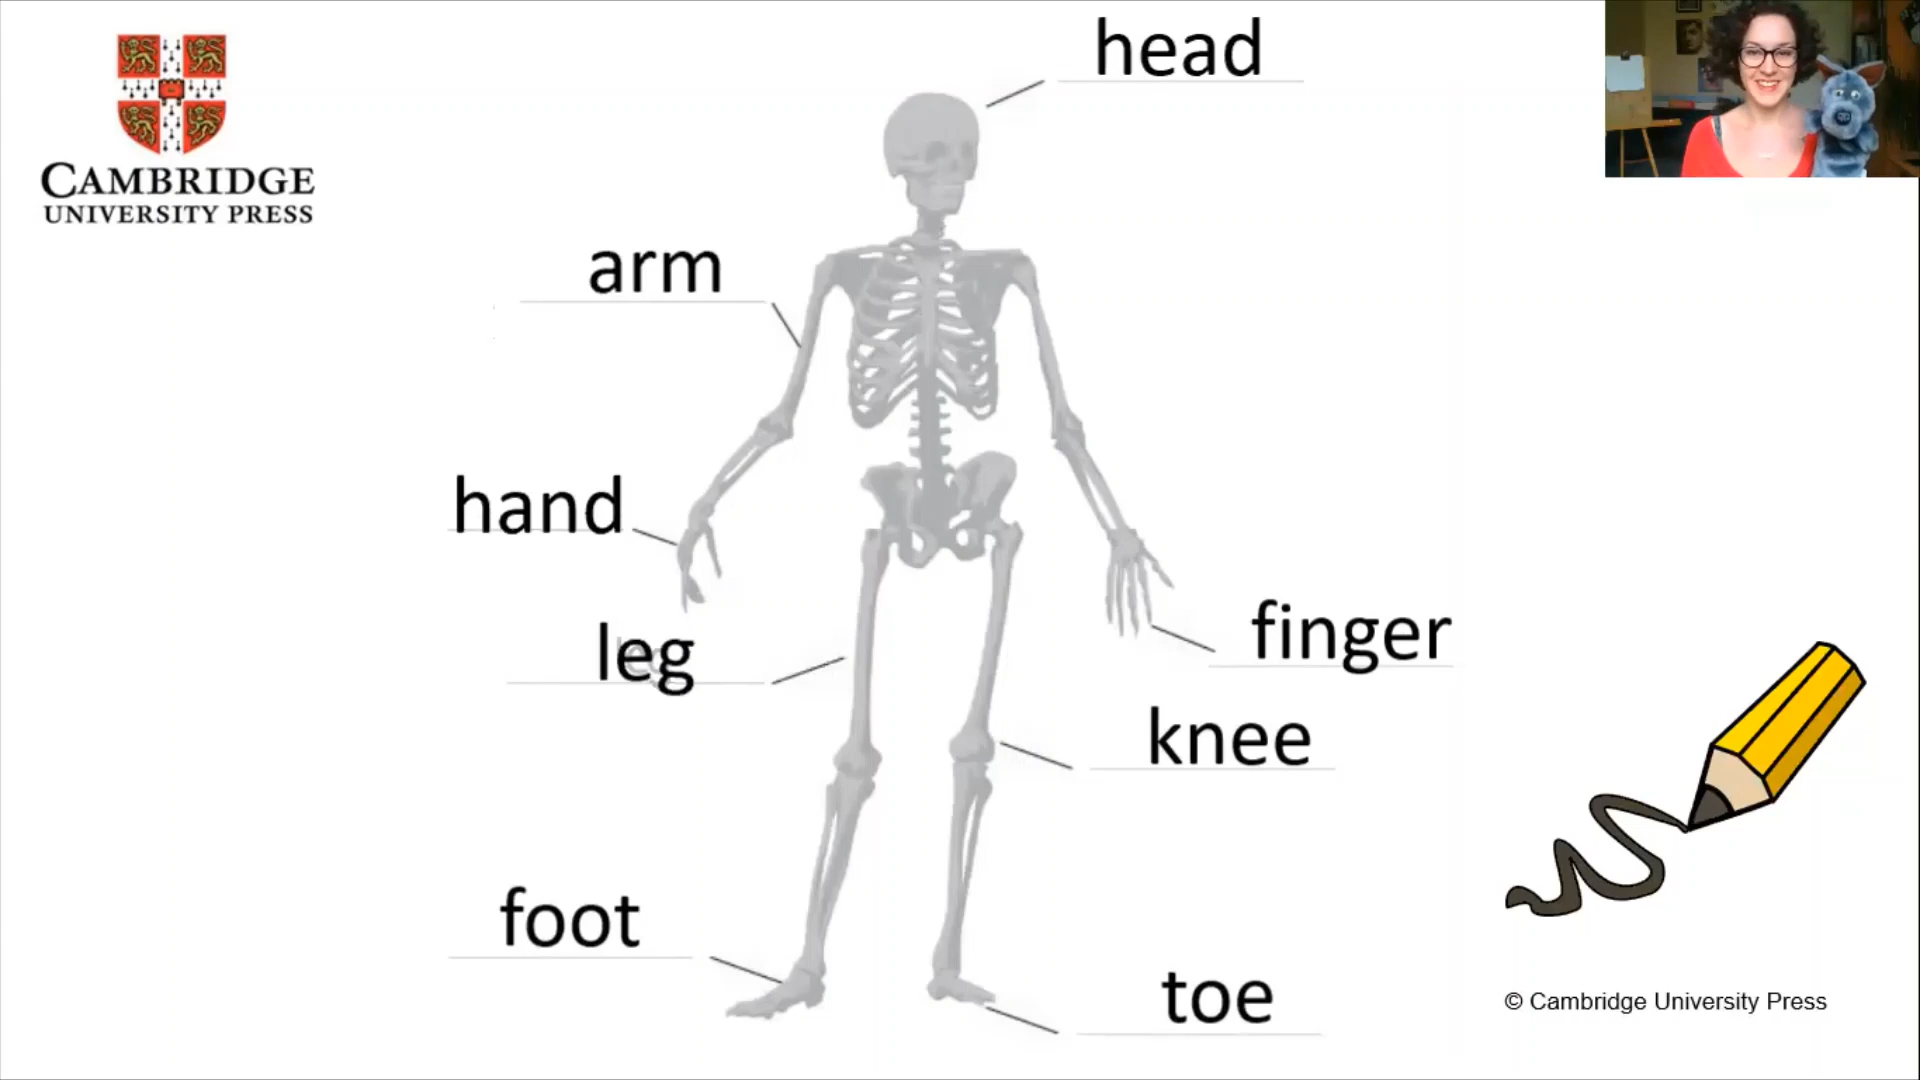 CAMBRIDGE
UNIVERSITY PRESS
head
arm
hand
leg
finger
knee
foot
toe
© Cambridge University Press